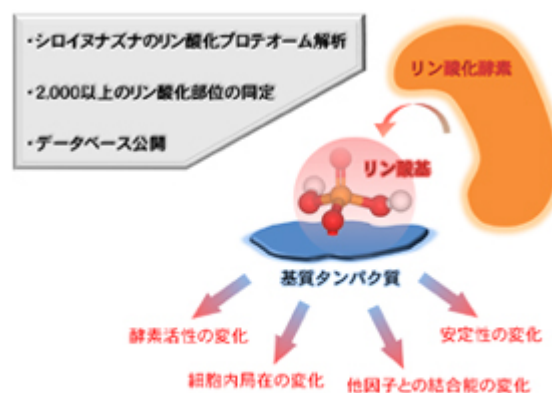 ・シロイヌナズナのリン酸化プロテオーム解析
・2,000以上のリン酸化部位の同定
・データベース公開
リン酸化酵素
リン酸基
基質タンパク質
酵素活性の変化
細胞内局在の変化
他因子との結合能の変化
安定性の変化